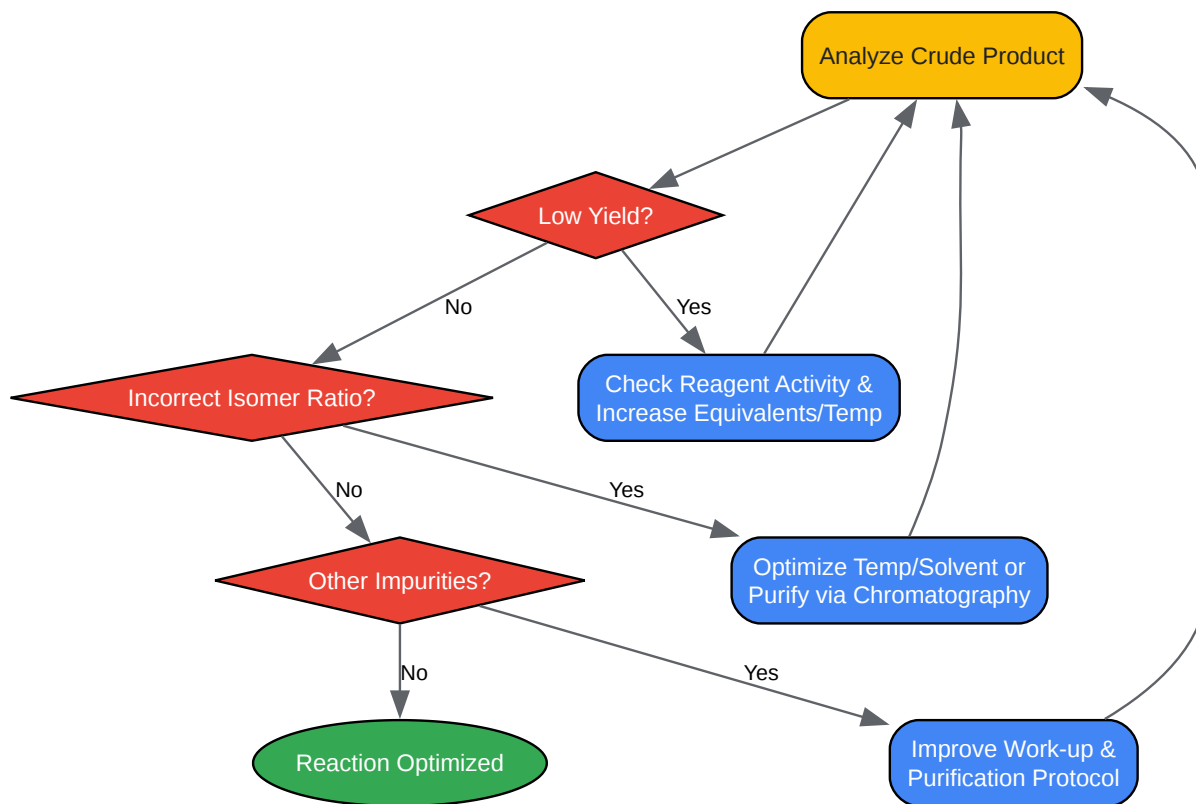 Analyze Crude Product
Low Yield?
No
Yes
Check Reagent Activity &
Increase Equivalents/Temp
Incorrect Isomer Ratio?
No
Yes
Optimize Temp/Solvent or
Purify via Chromatography
Other Impurities?
No
Yes
Reaction Optimized
Improve Work-up &
Purification Protocol